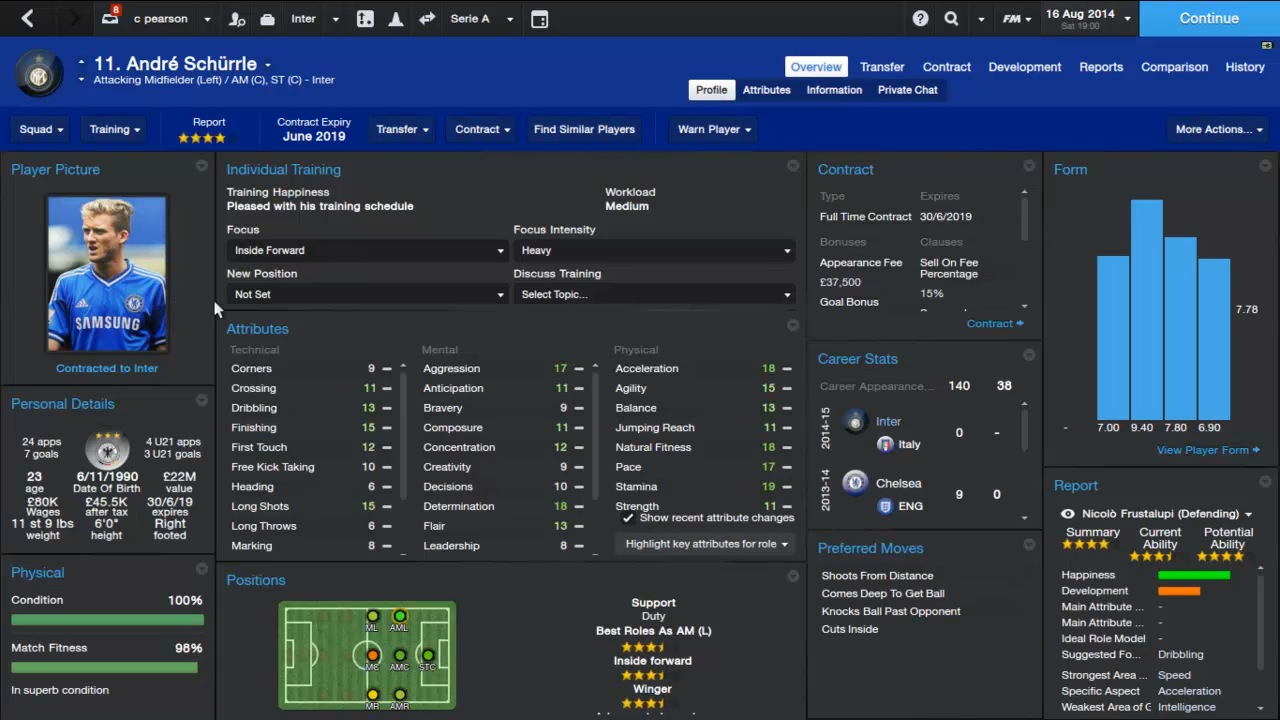 8
c pearson
Inter
Serie A
FM
16 Aug 2014
Sat 19:00
Continue
11. André Schürrle
Attacking Midfielder (Left) / AM (C), ST (C) - Inter
Overview Transfer Contract Development Reports Comparison History
Profile Attributes Information Private Chat
Squad
Training
Report
Contract Expiry
June 2019
Transfer
Contract
Find Similar Players
Warn Player
More Actions...
Player Picture
SAMSUNG
Contracted to Inter
Personal Details
24 apps
7 goals
4 U21 apps
3 U21 goals
23
age
6/11/1990
Date Of Birth
£22M
value
£80K
Wages
£45.5K
after tax
30/6/19
expires
11 st 9 lbs
weight
6'0"
height
Right
footed
Physical
Condition 100%
Match Fitness 98%
In superb condition
Individual Training
Training Happiness
Pleased with his training schedule
Workload
Medium
Focus
Inside Forward
Focus Intensity
Heavy
New Position
Not Set
Discuss Training
Select Topic...
Attributes
Technical
Corners 9
Crossing 11
Dribbling 13
Finishing 15
First Touch 12
Free Kick Taking 10
Heading 6
Long Shots 15
Long Throws 6
Marking 8
Mental
Aggression 17
Anticipation 11
Bravery 9
Composure 11
Concentration 12
Creativity 9
Decisions 10
Determination 18
Flair 13
Leadership 8
Physical
Acceleration 18
Agility 15
Balance 13
Jumping Reach 11
Natural Fitness 18
Pace 17
Stamina 19
Strength 11
Show recent attribute changes
Highlight key attributes for role
Positions
ML AML
MC AMC STC
MR AMR
Support
Duty
Best Roles As AM (L)
Inside forward
Winger
Contract
Type Expires
Full Time Contract 30/6/2019
Bonuses Clauses
Appearance Fee
£37,500
Goal Bonus
Sell On Fee
Percentage
15%
Contract
Career Stats
Career Appearance... 140 38
2014-15
Inter 0 -
Italy
2013-14
Chelsea 9 0
ENG
Preferred Moves
Shoots From Distance
Comes Deep To Get Ball
Knocks Ball Past Opponent
Cuts Inside
Form
7.78
- 7.00 9.40 7.80 6.90
View Player Form
Report
Nicolò Frustalupi (Defending)
Summary
Current
Ability
Potential
Ability
Happiness
Development
Main Attribute ... -
Main Attribute ... -
Ideal Role Model -
Suggested Fo... Dribbling
Strongest Area ... Speed
Specific Aspect Acceleration
Weakest Area of G Intelligence